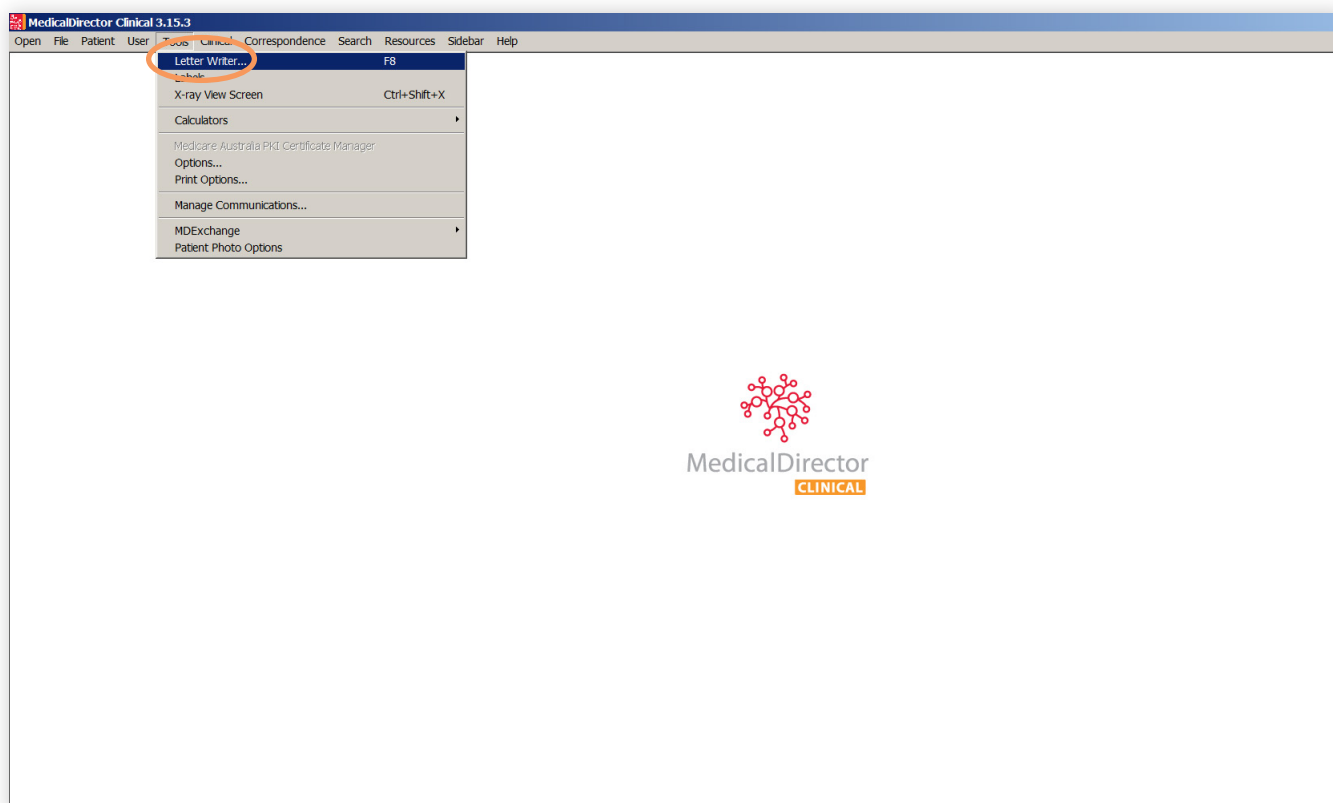 MedicalDirector Clinical 3.15.3
Open File Patient User Tools Clinical Correspondence Search Resources Sidebar Help
Letter Writer... F8
Labels
X-ray View Screen Ctrl+Shift+X
Calculators
Medicare Australia PKI Certificate Manager
Options...
Print Options...
Manage Communications...
MDExchange
Patient Photo Options
MedicalDirector
CLINICAL